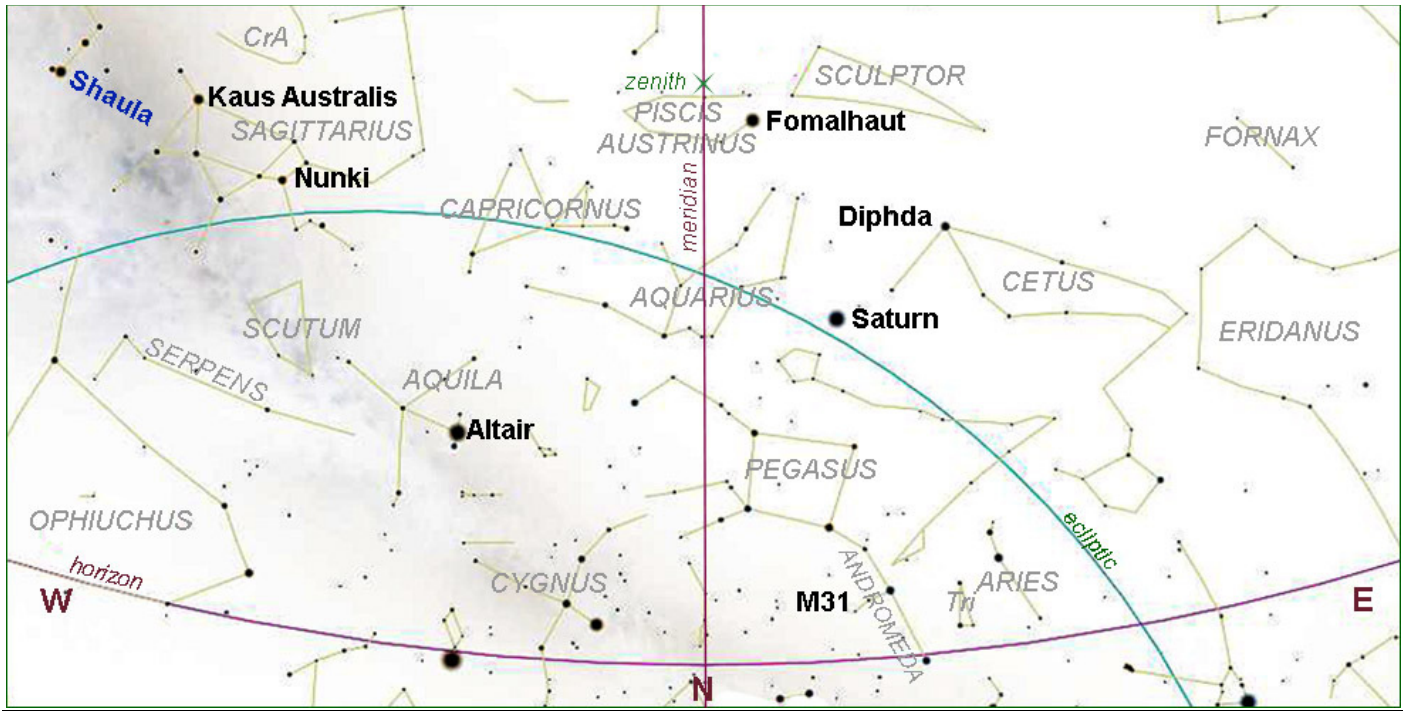 CrA
Shaula
Kaus Australis
SAGITTARIUS
Nunki
zenith
PISCIS
AUSTRINUS
SCULPTOR
Fomalhaut
FORNAX
CAPRICORNUS
meridian
Diphda
AQUARIUS
CETUS
Saturn
ERIDANUS
SCUTUM
SERPENS
AQUILA
Altair
PEGASUS
OPHIUCHUS
ecliptic
horizon
W
CYGNUS
M31
ANDROMEDA
Tri
ARIES
E
N